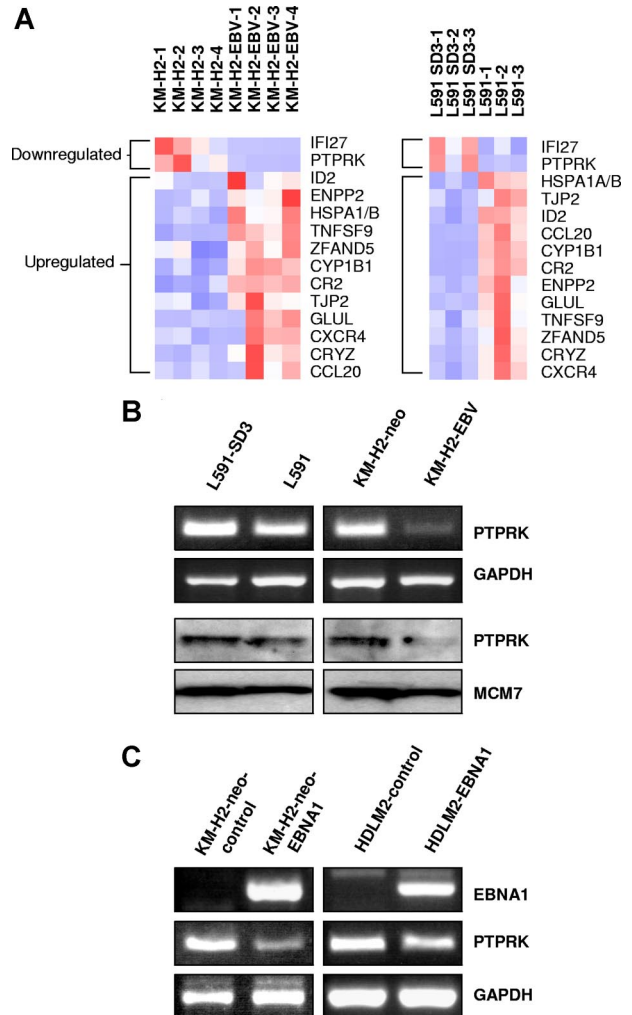 A
KM-H2-1
KM-H2-2
KM-H2-3
KM-H2-4
KM-H2-EBV-1
KM-H2-EBV-2
KM-H2-EBV-3
KM-H2-EBV-4
L591 SD3-1
L591 SD3-2
L591 SD3-3
L591-1
L591-2
L591-3
Downregulated
Upregulated
IFI27
PTPRK
ID2
ENPP2
HSPA1/B
TNFSF9
ZFAND5
CYP1B1
CR2
TJP2
GLUL
CXCR4
CRYZ
CCL20
IFI27
PTPRK
HSPA1A/B
TJP2
ID2
CCL20
CYP1B1
CR2
ENPP2
GLUL
TNFSF9
ZFAND5
CRYZ
CXCR4
B
L591-SD3
L591
KM-H2-neo
KM-H2-EBV
PTPRK
GAPDH
PTPRK
MCM7
C
KM-H2-neo-
control
KM-H2-neo-
EBNA1
HDLM2-control
HDLM2-EBNA1
EBNA1
PTPRK
GAPDH